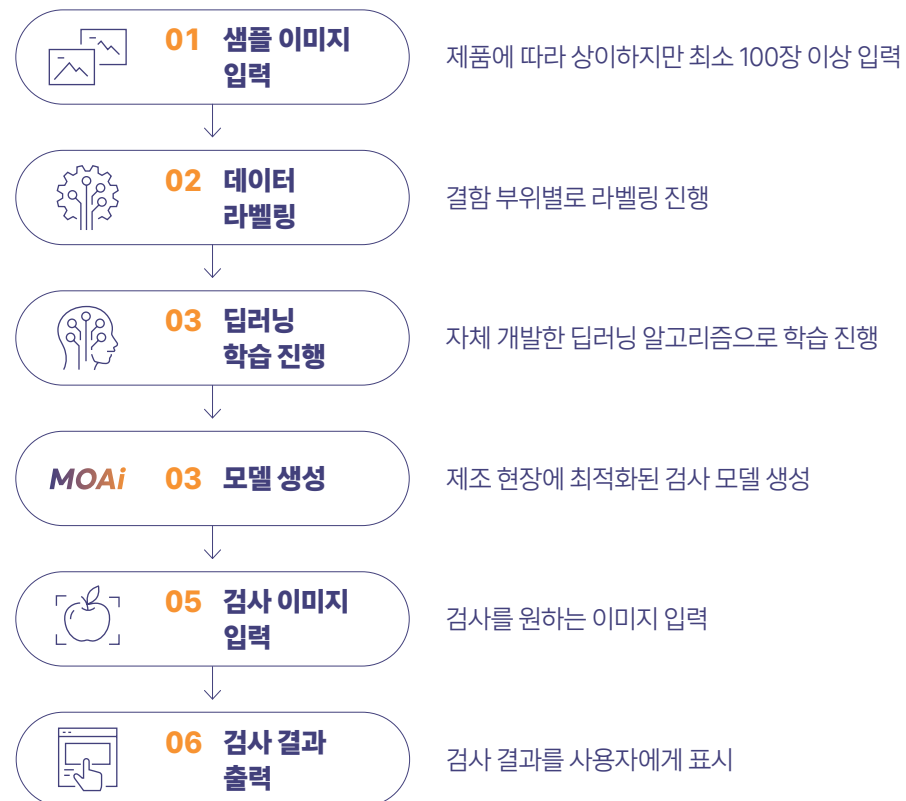 01 샘플 이미지
입력
제품에 따라 상이하지만 최소 100장 이상 입력
02 데이터
라벨링
결함 부위별로 라벨링 진행
03 딥러닝
학습 진행
자체 개발한 딥러닝 알고리즘으로 학습 진행
MOAi 03 모델 생성
제조 현장에 최적화된 검사 모델 생성
05 검사 이미지
입력
검사를 원하는 이미지 입력
06 검사 결과
출력
검사 결과를 사용자에게 표시